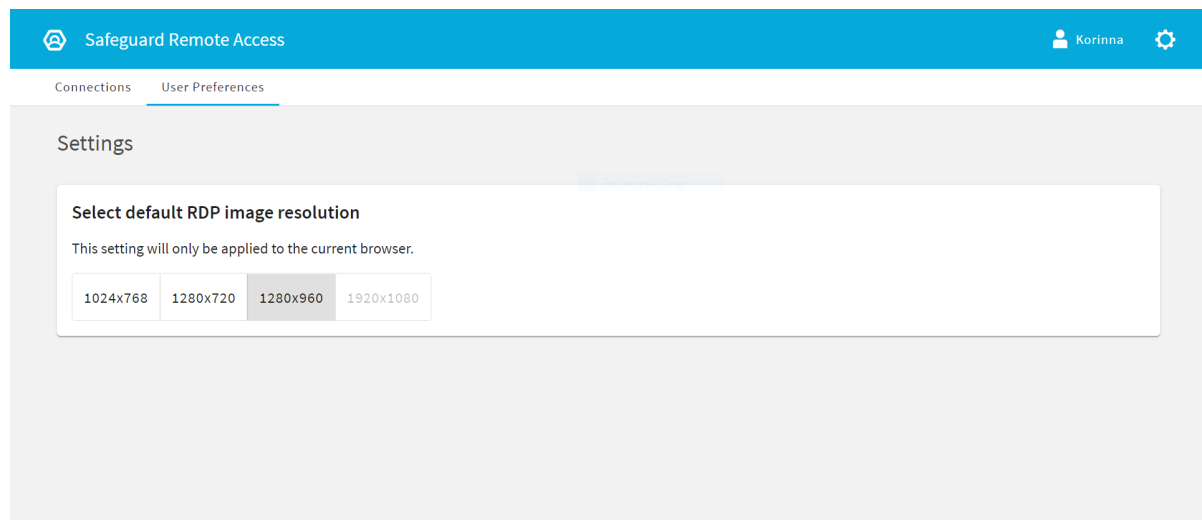 Safeguard Remote Access
Korinna
Connections
User Preferences
Settings
Select default RDP image resolution
This setting will only be applied to the current browser.
1024x768
1280x720
1280x960
1920x1080